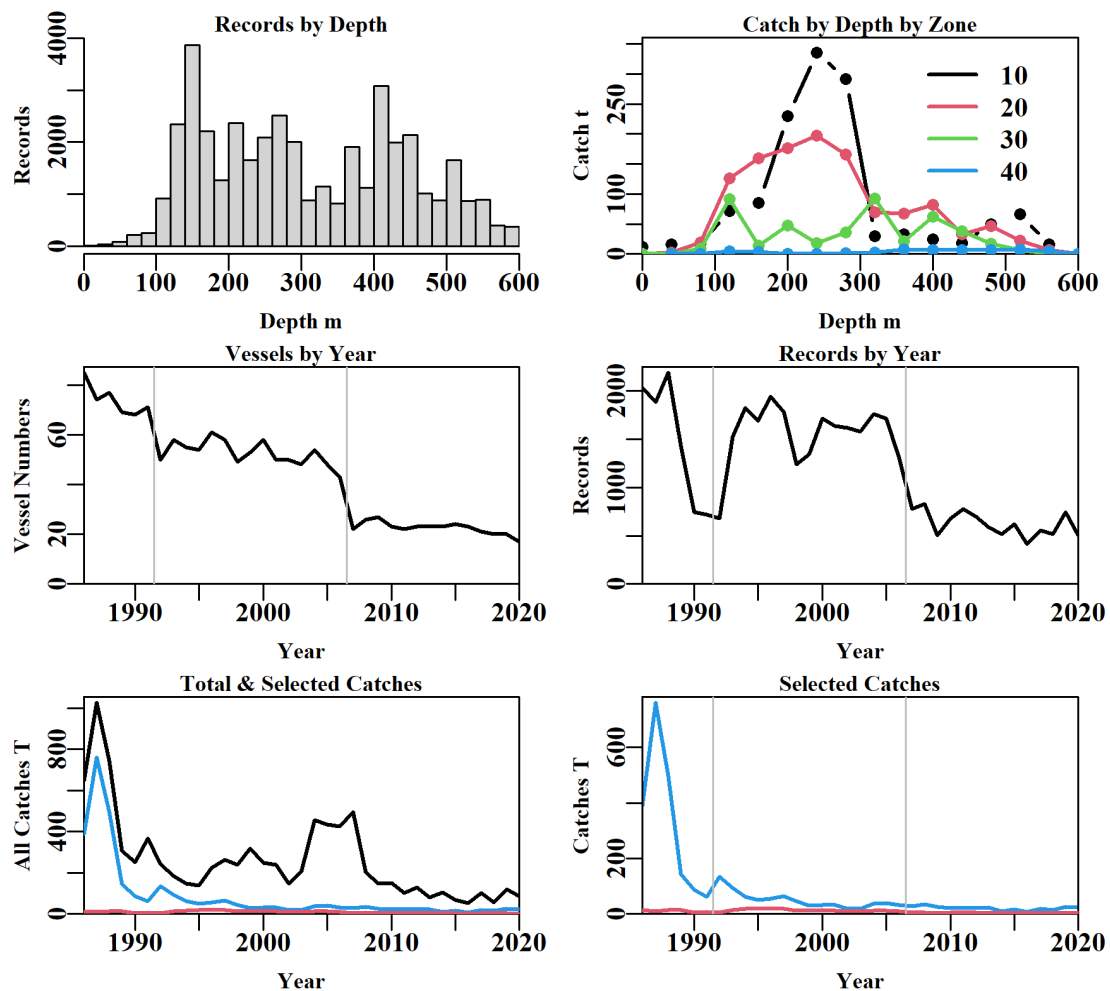 Records by Depth
Records
0 2000 4000
0 100 200 300 400 500 600
Depth m
Catch by Depth by Zone
Catch t
0 100 250
10
20
30
40
0 100 200 300 400 500 600
Depth m
Vessels by Year
Vessel Numbers
0 20 60
1990 2000 2010 2020
Year
Records by Year
Records
0 1000 2000
1990 2000 2010 2020
Year
Total & Selected Catches
All Catches T
0 400 800
1990 2000 2010 2020
Year
Selected Catches
Catches T
0 200 600
1990 2000 2010 2020
Year